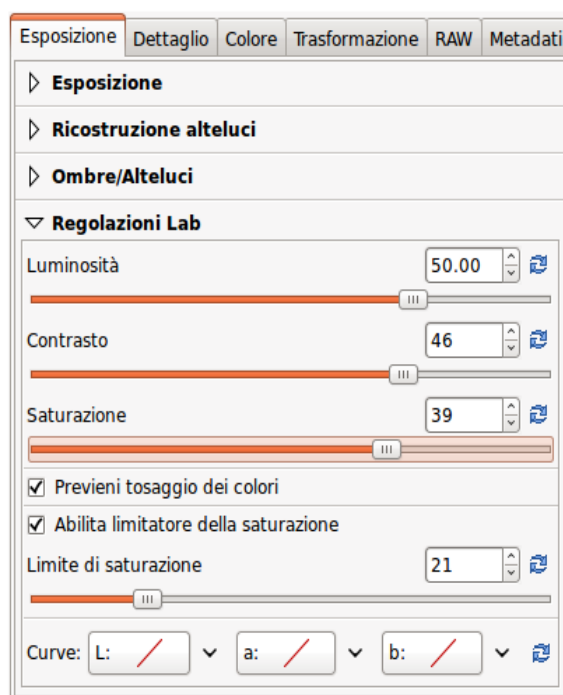 Esposizione Dettaglio Colore Trasformazione RAW Metadati
Esposizione
Ricostruzione alteluci
Ombre/Alteluci
Regolazioni Lab
Luminosità 50.00
Contrasto 46
Saturazione 39
Previeni tosaggio dei colori
Abilita limitatore della saturazione
Limite di saturazione 21
Curve: L: a: b: